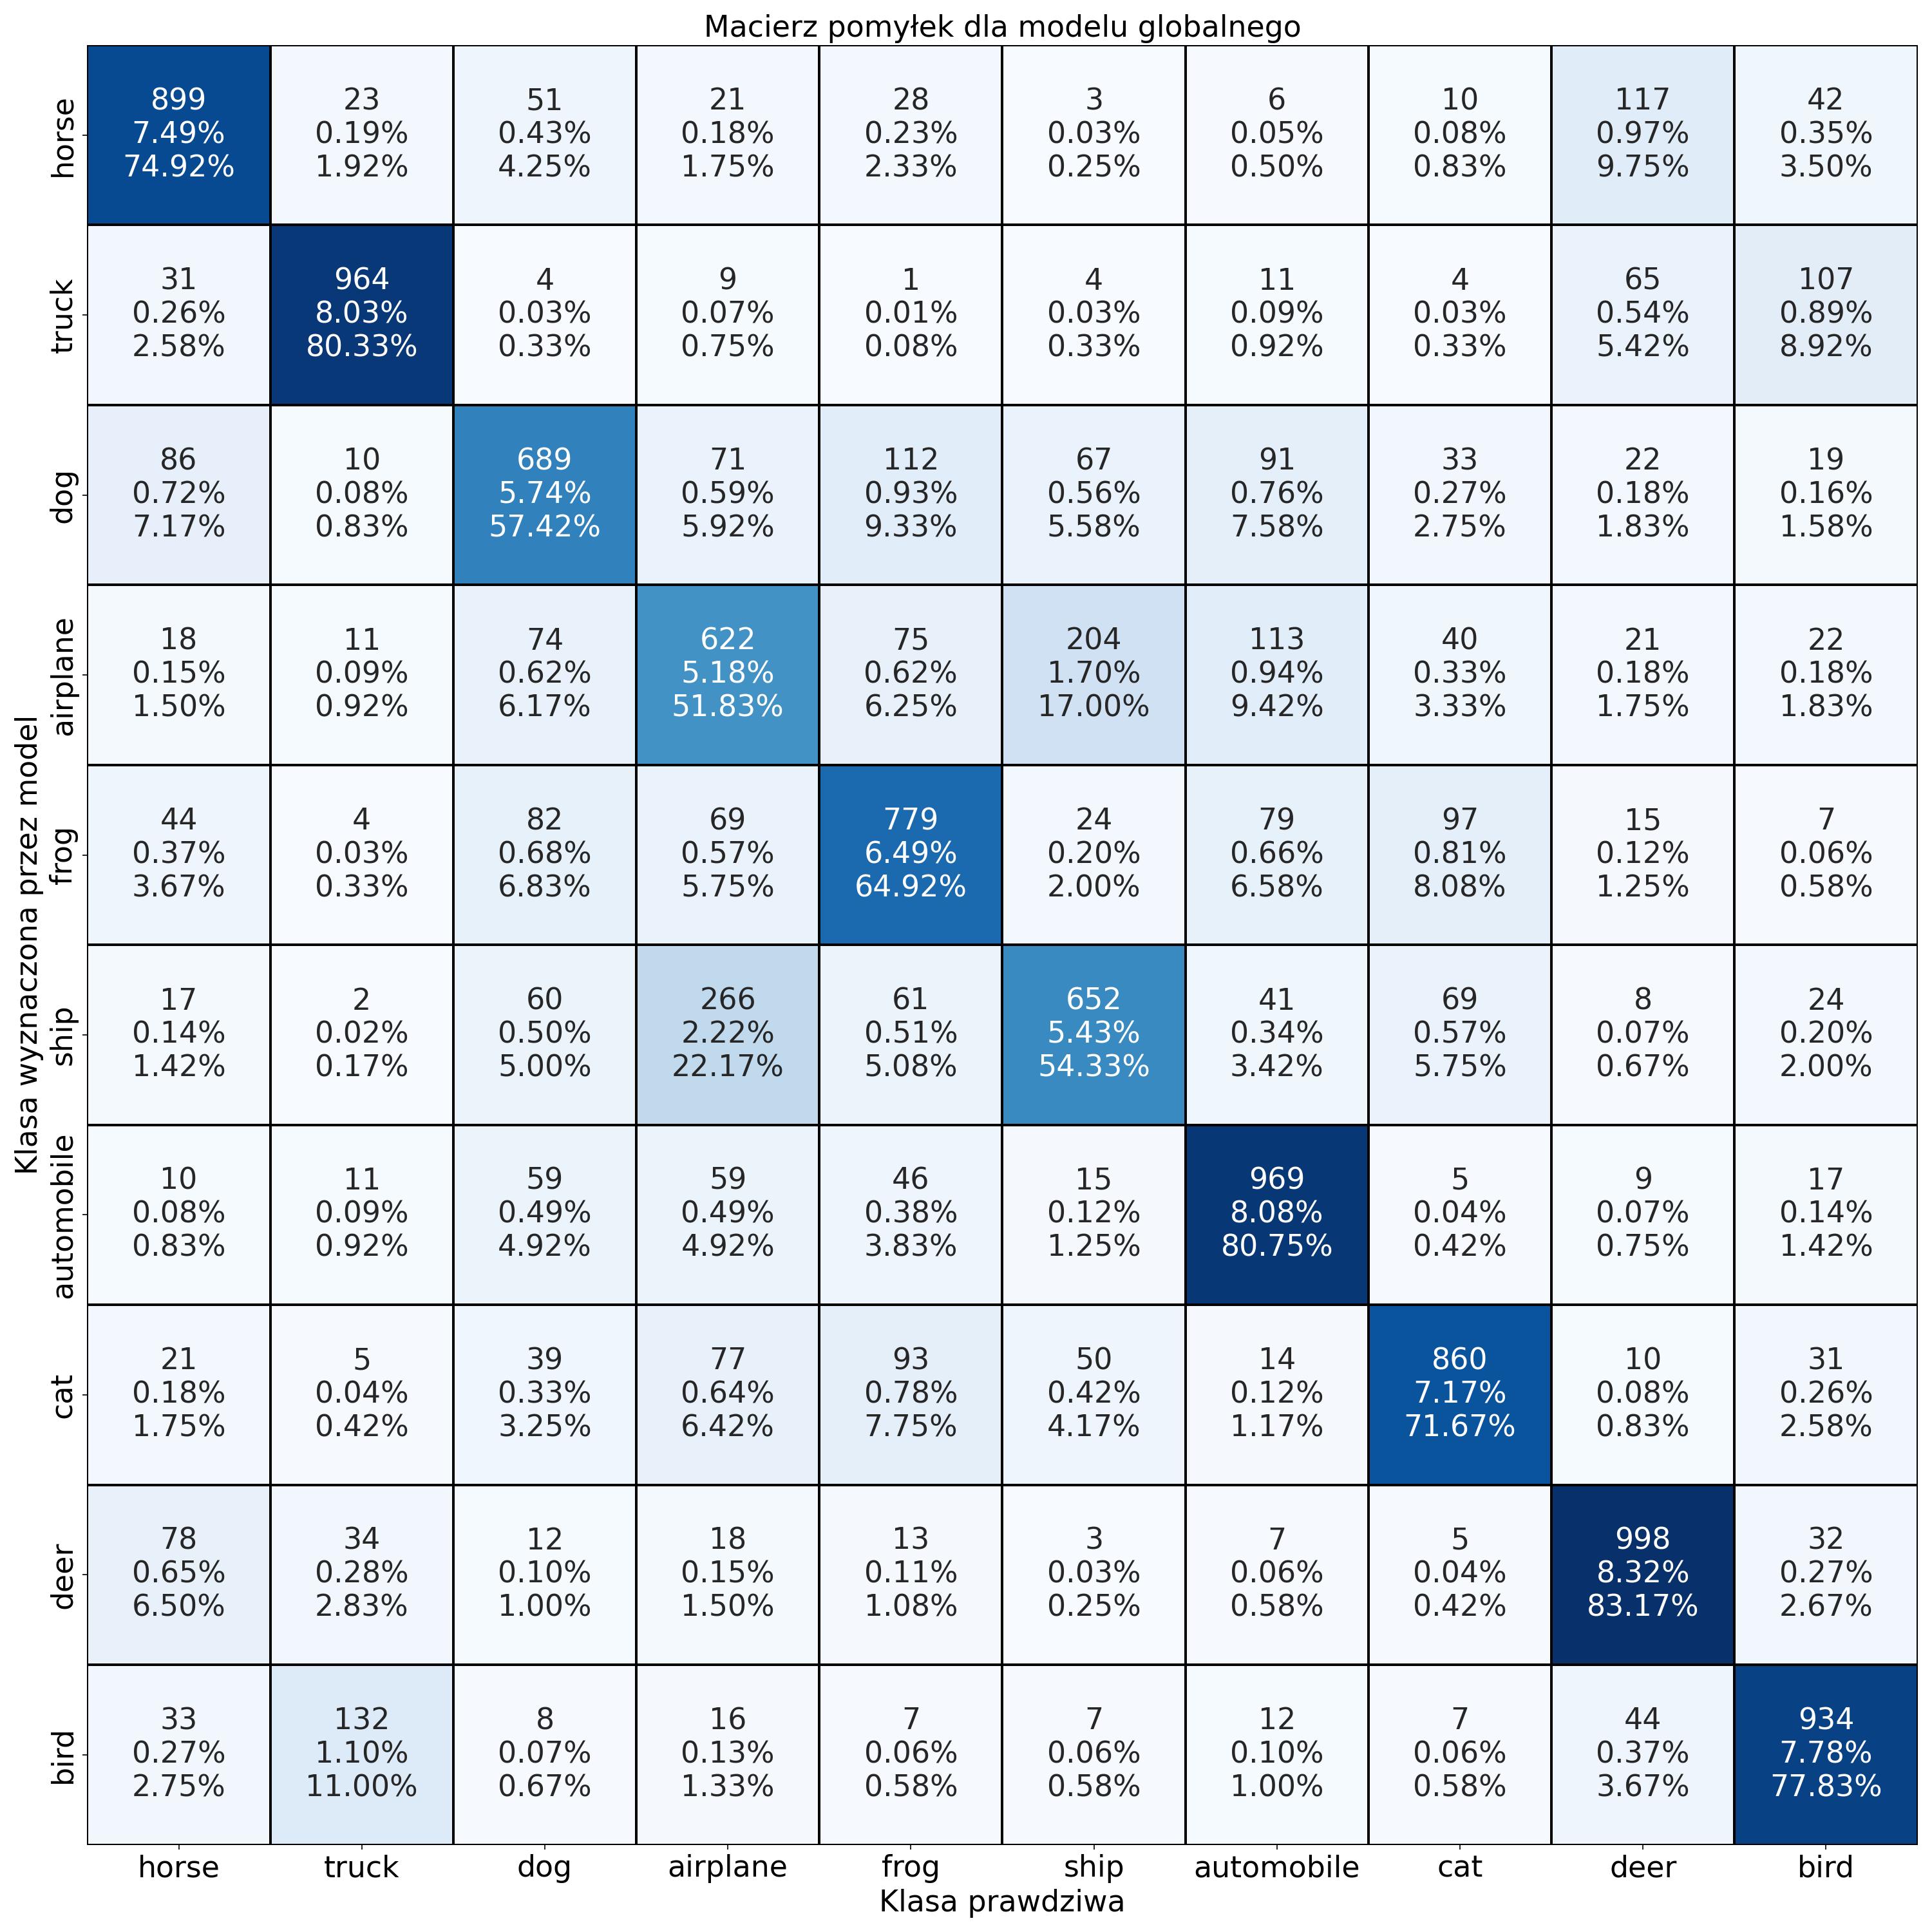 Macierz pomyłek dla modelu globalnego
Klasa wyznaczona przez model
horse
899 23 51 21 28 3 6 10 117 42
7.49% 0.19% 0.43% 0.18% 0.23% 0.03% 0.05% 0.08% 0.97% 0.35%
74.92% 1.92% 4.25% 1.75% 2.33% 0.25% 0.50% 0.83% 9.75% 3.50%
truck
31 964 4 9 1 4 11 4 65 107
0.26% 8.03% 0.03% 0.07% 0.01% 0.03% 0.09% 0.03% 0.54% 0.89%
2.58% 80.33% 0.33% 0.75% 0.08% 0.33% 0.92% 0.33% 5.42% 8.92%
dog
86 10 689 71 112 67 91 33 22 19
0.72% 0.08% 5.74% 0.59% 0.93% 0.56% 0.76% 0.27% 0.18% 0.16%
7.17% 0.83% 57.42% 5.92% 9.33% 5.58% 7.58% 2.75% 1.83% 1.58%
airplane
18 11 74 622 75 204 113 40 21 22
0.15% 0.09% 0.62% 5.18% 0.62% 1.70% 0.94% 0.33% 0.18% 0.18%
1.50% 0.92% 6.17% 51.83% 6.25% 17.00% 9.42% 3.33% 1.75% 1.83%
frog
44 4 82 69 779 24 79 97 15 7
0.37% 0.03% 0.68% 0.57% 6.49% 0.20% 0.66% 0.81% 0.12% 0.06%
3.67% 0.33% 6.83% 5.75% 64.92% 2.00% 6.58% 8.08% 1.25% 0.58%
ship
17 2 60 266 61 652 41 69 8 24
0.14% 0.02% 0.50% 2.22% 0.51% 5.43% 0.34% 0.57% 0.07% 0.20%
1.42% 0.17% 5.00% 22.17% 5.08% 54.33% 3.42% 5.75% 0.67% 2.00%
automobile
10 11 59 59 46 15 969 5 9 17
0.08% 0.09% 0.49% 0.49% 0.38% 0.12% 8.08% 0.04% 0.07% 0.14%
0.83% 0.92% 4.92% 4.92% 3.83% 1.25% 80.75% 0.42% 0.75% 1.42%
cat
21 5 39 77 93 50 14 860 10 31
0.18% 0.04% 0.33% 0.64% 0.78% 0.42% 0.12% 7.17% 0.08% 0.26%
1.75% 0.42% 3.25% 6.42% 7.75% 4.17% 1.17% 71.67% 0.83% 2.58%
deer
78 34 12 18 13 3 7 5 998 32
0.65% 0.28% 0.10% 0.15% 0.11% 0.03% 0.06% 0.04% 8.32% 0.27%
6.50% 2.83% 1.00% 1.50% 1.08% 0.25% 0.58% 0.42% 83.17% 2.67%
bird
33 132 8 16 7 7 12 7 44 934
0.27% 1.10% 0.07% 0.13% 0.06% 0.06% 0.10% 0.06% 0.37% 7.78%
2.75% 11.00% 0.67% 1.33% 0.58% 0.58% 1.00% 0.58% 3.67% 77.83%
horse truck dog airplane frog ship automobile cat deer bird
Klasa prawdziwa